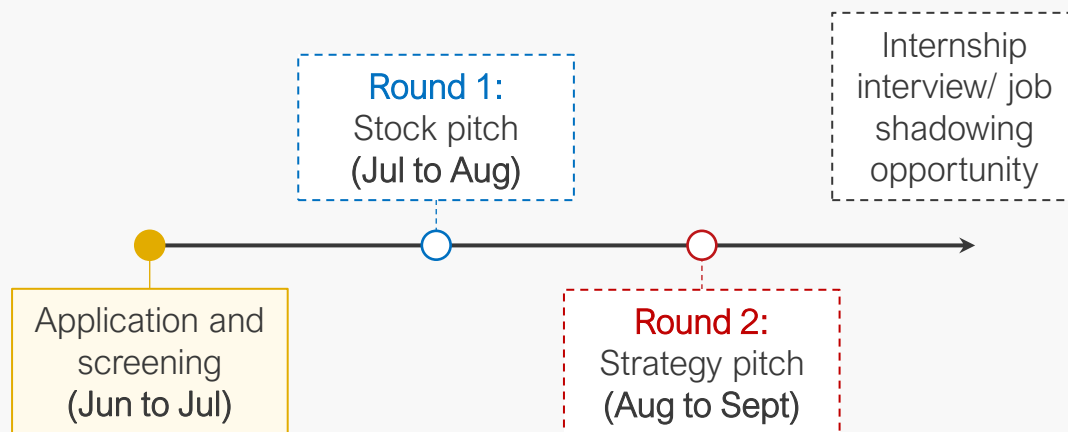 Application and
screening
(Jun to Jul)
Round 1:
Stock pitch
(Jul to Aug)
Round 2:
Strategy pitch
(Aug to Sept)
Internship
interview/ job
shadowing
opportunity